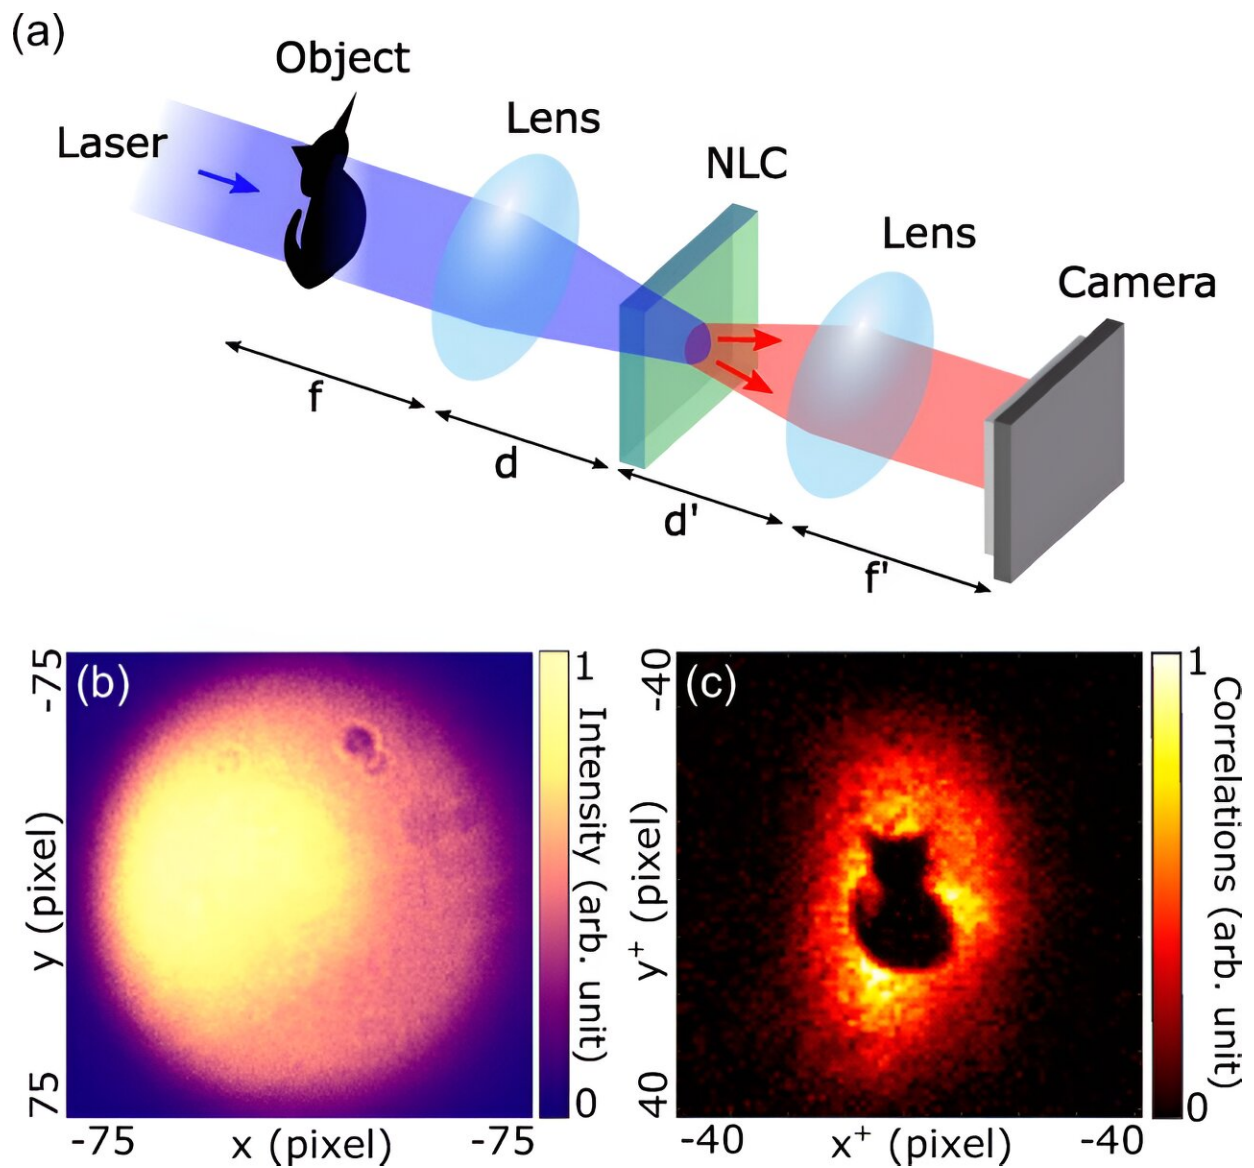 (a)
Object
Laser
Lens
NLC
Lens
Camera
f
d
d'
f'
(b)
-75
75
y (pixel)
-75
x (pixel)
-75
1
0
Intensity (arb. unit)
(c)
-40
40
y⁺ (pixel)
-40
x⁺ (pixel)
-40
1
0
Correlations (arb. unit)